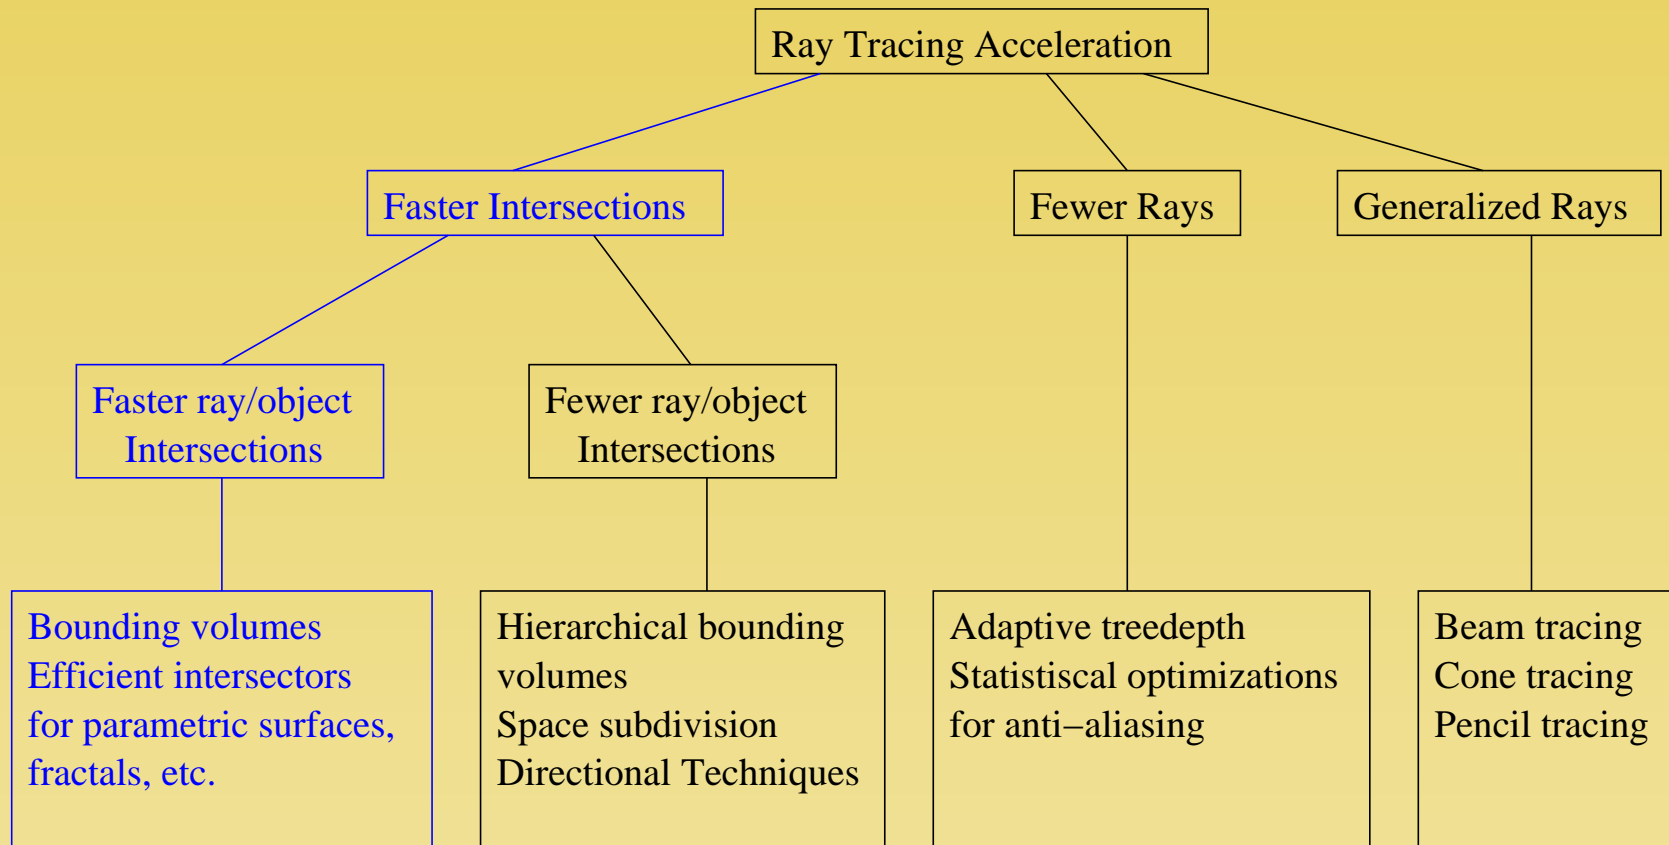 Ray Tracing Acceleration
Faster Intersections
Fewer Rays
Generalized Rays
Faster ray/object
Intersections
Fewer ray/object
Intersections
Bounding volumes
Efficient intersectors
for parametric surfaces,
fractals, etc.
Hierarchical bounding
volumes
Space subdivision
Directional Techniques
Adaptive treedepth
Statistiscal optimizations
for anti−aliasing
Beam tracing
Cone tracing
Pencil tracing